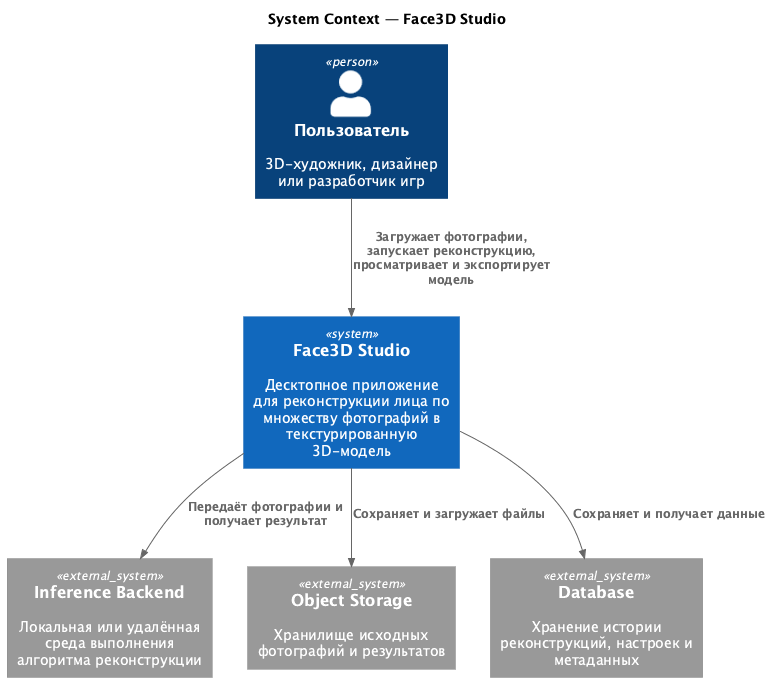 System Context — Face3D Studio
«person»
Пользователь
3D-художник, дизайнер
или разработчик игр
Загружает фотографии,
запускает реконструкцию,
просматривает и экспортирует
модель
«system»
Face3D Studio
Десктопное приложение
для реконструкции лица по
множеству фотографий в
текстурированную
3D-модель
Передаёт фотографии и
получает результат
Сохраняет и загружает файлы
Сохраняет и получает данные
«external_system»
Inference Backend
Локальная или удалённая
среда выполнения
алгоритма реконструкции
«external_system»
Object Storage
Хранилище исходных
фотографий и результатов
«external_system»
Database
Хранение истории
реконструкций, настроек и
метаданных